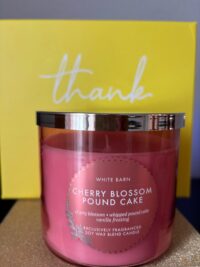 thank
WHITE BARN
CHERRY BLOSSOM
POUND CAKE
cherry blossom + whipped pound cake
vanilla frosting
EXCLUSIVELY FRAGRANCED
SOY WAX BLEND CANDLE